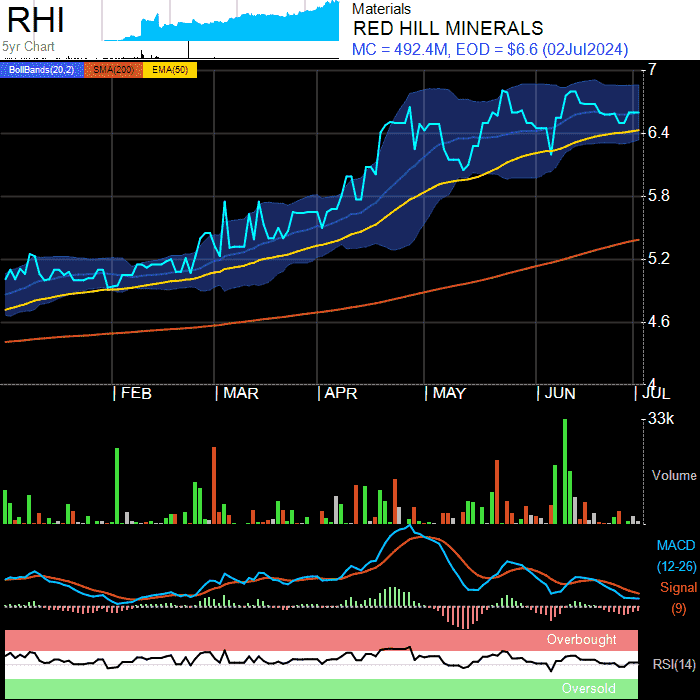 RHI
5yr Chart
Materials
RED HILL MINERALS
MC = 492.4M, EOD = $6.6 (02Jul2024)
BollBands(20,2) SMA(200) EMA(50)
7
6.4
5.8
5.2
4.6
4
FEB MAR APR MAY JUN JUL
33k
Volume
MACD
(12-26)
Signal
(9)
Overbought
RSI(14)
Oversold